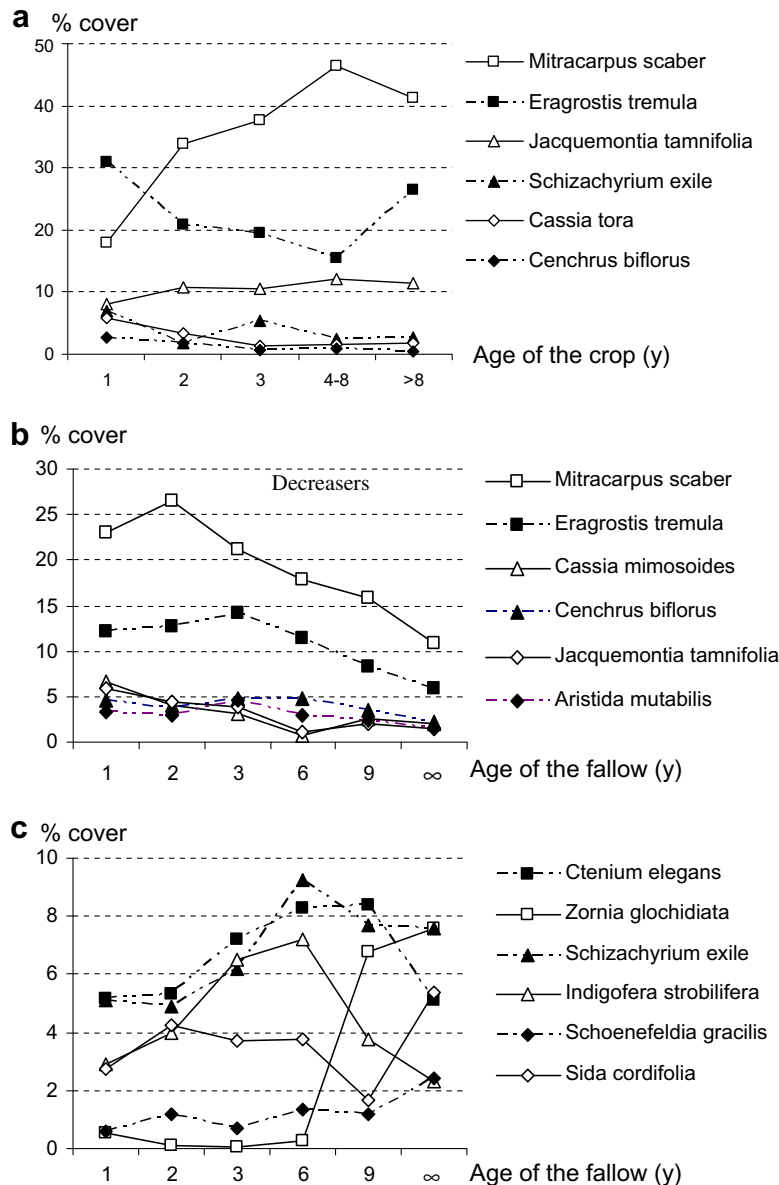 a % cover
50
40
30
20
10
0
1 2 3 4-8 >8
Age of the crop (y)
Mitracarpus scaber
Eragrostis tremula
Jacquemontia tamnifolia
Schizachyrium exile
Cassia tora
Cenchrus biflorus
b % cover
Decreasers
30
25
20
15
10
5
0
1 2 3 6 9 ∞
Age of the fallow (y)
Mitracarpus scaber
Eragrostis tremula
Cassia mimosoides
Cenchrus biflorus
Jacquemontia tamnifolia
Aristida mutabilis
c % cover
10
8
6
4
2
0
1 2 3 6 9 ∞
Age of the fallow (y)
Ctenium elegans
Zornia glochidiata
Schizachyrium exile
Indigofera strobilifera
Schoenefeldia gracilis
Sida cordifolia